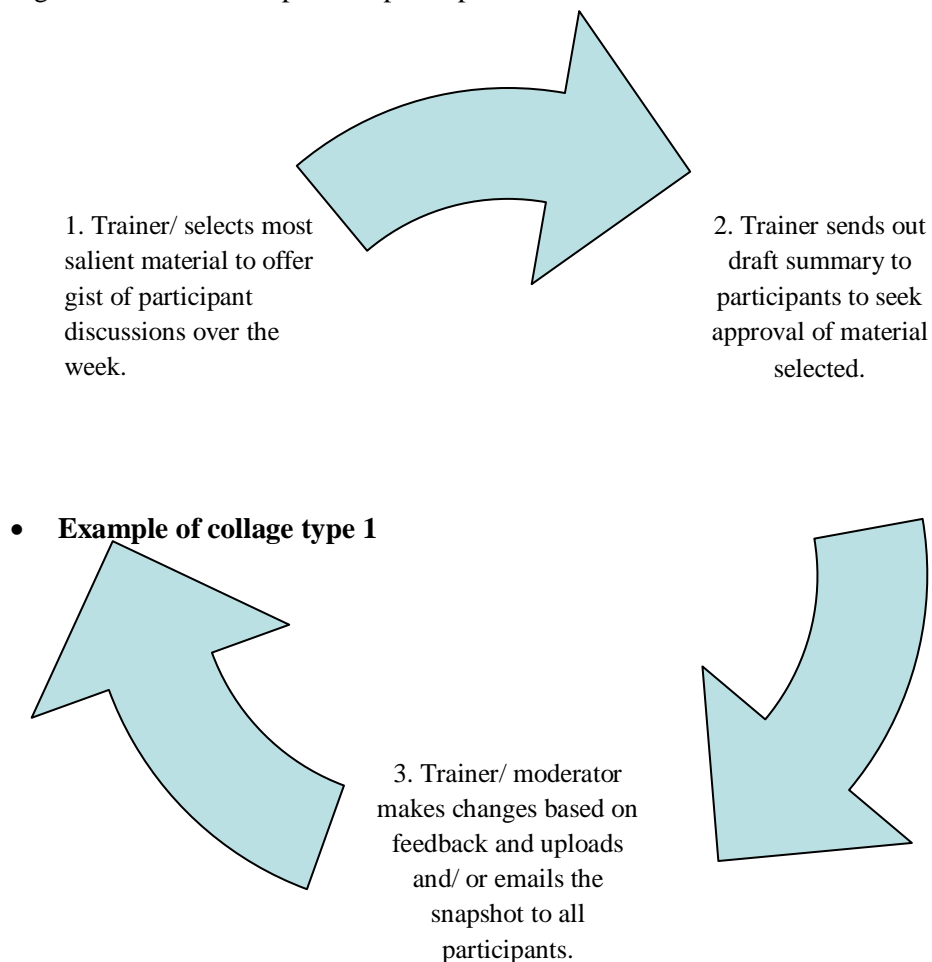 1. Trainer/ selects most
salient material to offer
gist of participant
discussions over the
week.
2. Trainer sends out
draft summary to
participants to seek
approval of material
selected.
• Example of collage type 1
3. Trainer/ moderator
makes changes based on
feedback and uploads
and/ or emails the
snapshot to all
participants.